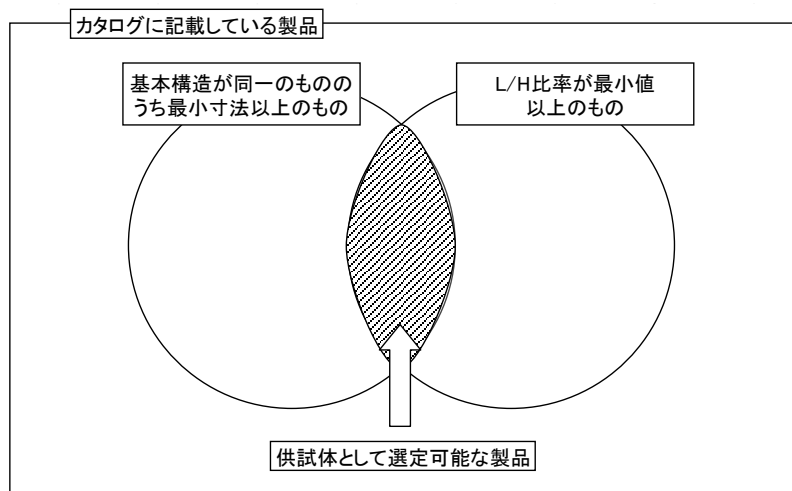 カタログに記載している製品
基本構造が同一のものの
うち最小寸法以上のもの
L/H比率が最小値
以上のもの
供試体として選定可能な製品